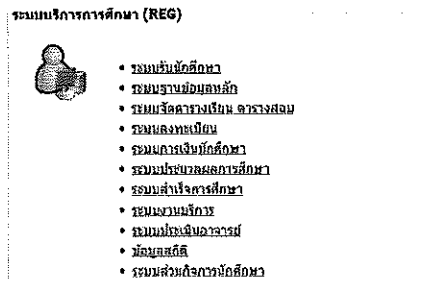 ระบบบริการการศึกษา (REG)
ระบบรับนักศึกษา
ระบบฐานข้อมูลหลัก
ระบบจัดตารางเรียน ตารางสอบ
ระบบลงทะเบียน
ระบบการเงินนักศึกษา
ระบบประมวลผลการศึกษา
ระบบสำเร็จการศึกษา
ระบบงานบริการ
ระบบประเมินอาจารย์
ข้อมูลสถิติ
ระบบส่วนกิจการนักศึกษา